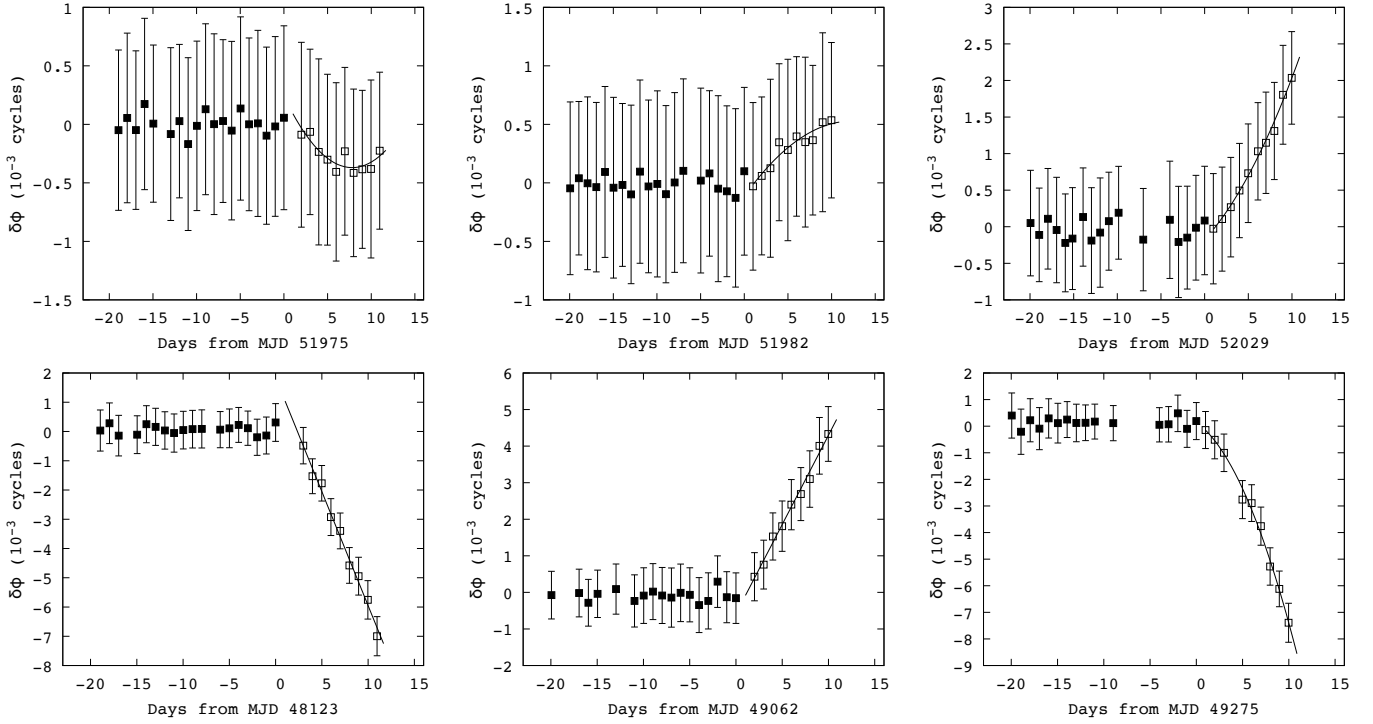 1
0.5
0
−0.5
−1
−1.5
δϕ (10⁻³ cycles)
−20 −15 −10 −5 0 5 10 15
Days from MJD 51975
1.5
1
0.5
0
−0.5
−1
δϕ (10⁻³ cycles)
−20 −15 −10 −5 0 5 10 15
Days from MJD 51982
3
2.5
2
1.5
1
0.5
0
−0.5
−1
δϕ (10⁻³ cycles)
−20 −15 −10 −5 0 5 10 15
Days from MJD 52029
2
1
0
−1
−2
−3
−4
−5
−6
−7
−8
δϕ (10⁻³ cycles)
−20 −15 −10 −5 0 5 10 15
Days from MJD 48123
6
5
4
3
2
1
0
−1
−2
δϕ (10⁻³ cycles)
−20 −15 −10 −5 0 5 10 15
Days from MJD 49062
2
1
0
−1
−2
−3
−4
−5
−6
−7
−8
−9
δϕ (10⁻³ cycles)
−20 −15 −10 −5 0 5 10 15
Days from MJD 49275